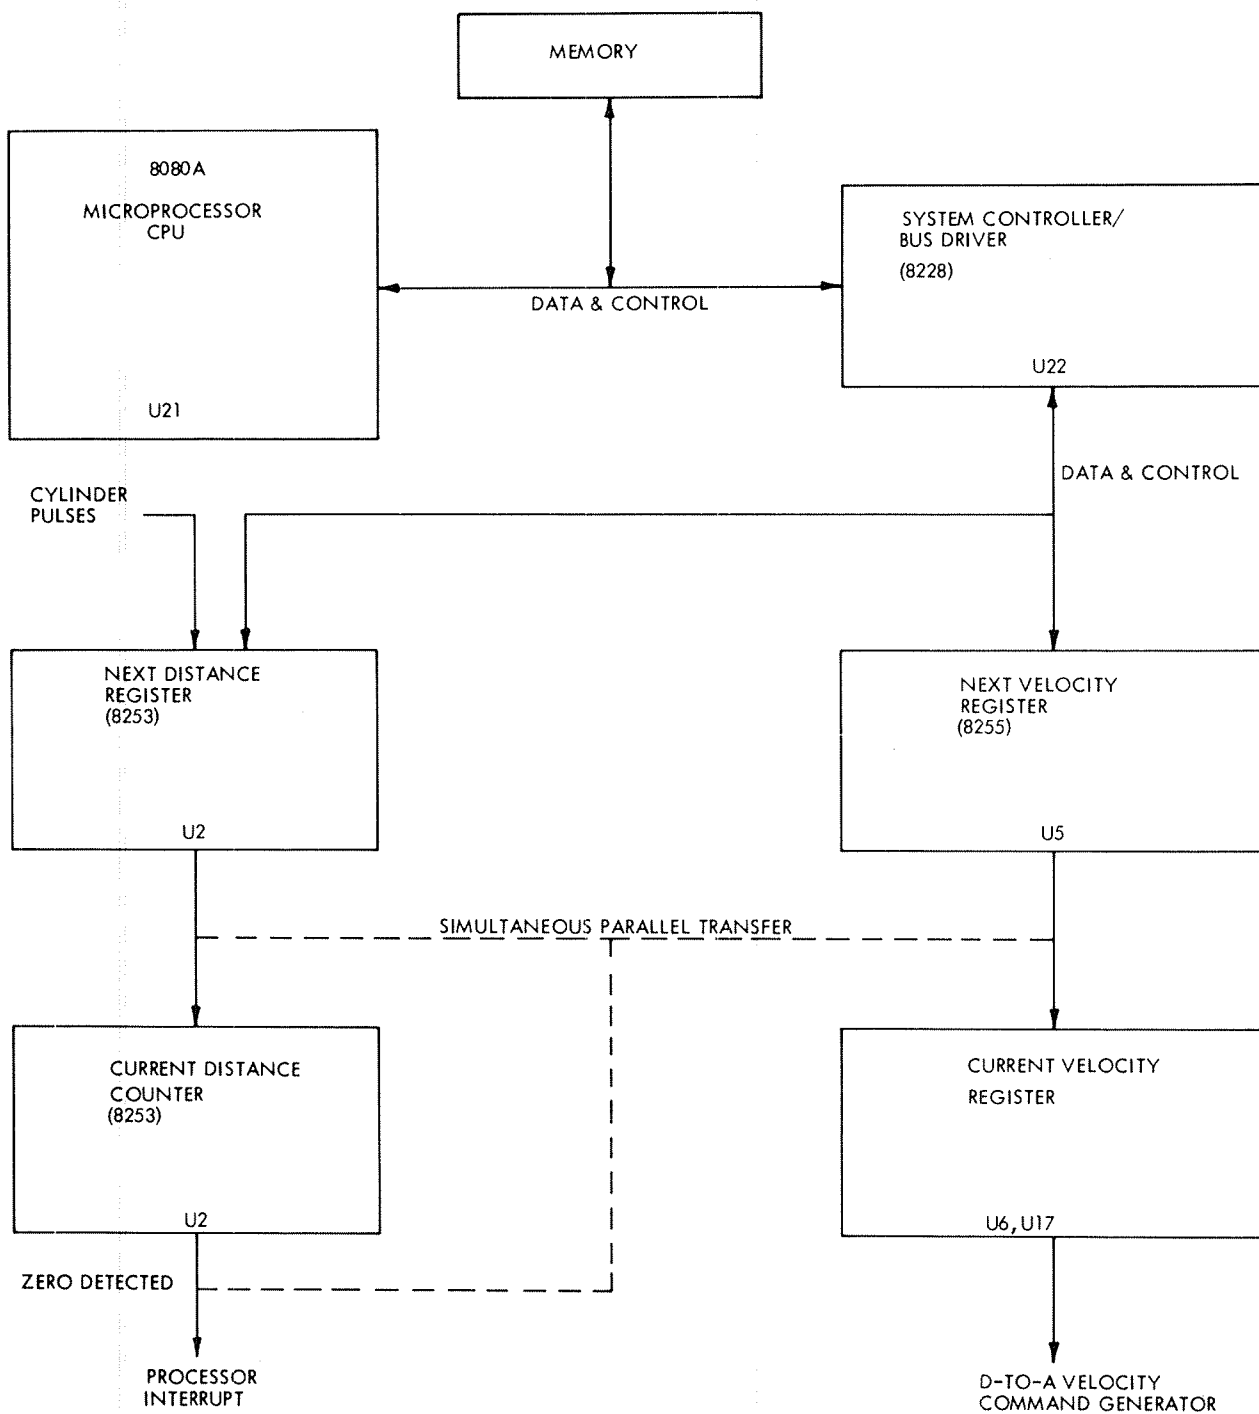 MEMORY
8080A
MICROPROCESSOR
CPU
U21
SYSTEM CONTROLLER/
BUS DRIVER
(8228)
U22
DATA & CONTROL
DATA & CONTROL
CYLINDER
PULSES
NEXT DISTANCE
REGISTER
(8253)
U2
NEXT VELOCITY
REGISTER
(8255)
U5
SIMULTANEOUS PARALLEL TRANSFER
CURRENT DISTANCE
COUNTER
(8253)
U2
CURRENT VELOCITY
REGISTER
U6, U17
ZERO DETECTED
PROCESSOR
INTERRUPT
D-TO-A VELOCITY
COMMAND GENERATOR